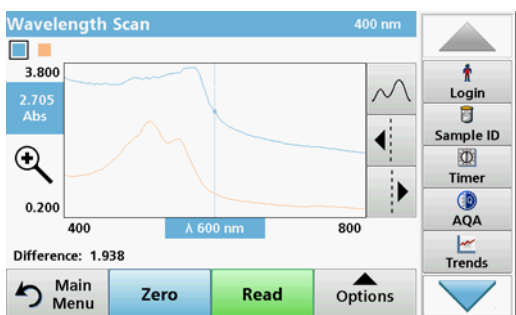 Wavelength Scan 400 nm
3.800
2.705
Abs
0.200
400 λ 600 nm 800
Difference: 1.938
Main Menu
Zero
Read
Options
Login
Sample ID
Timer
AQA
Trends